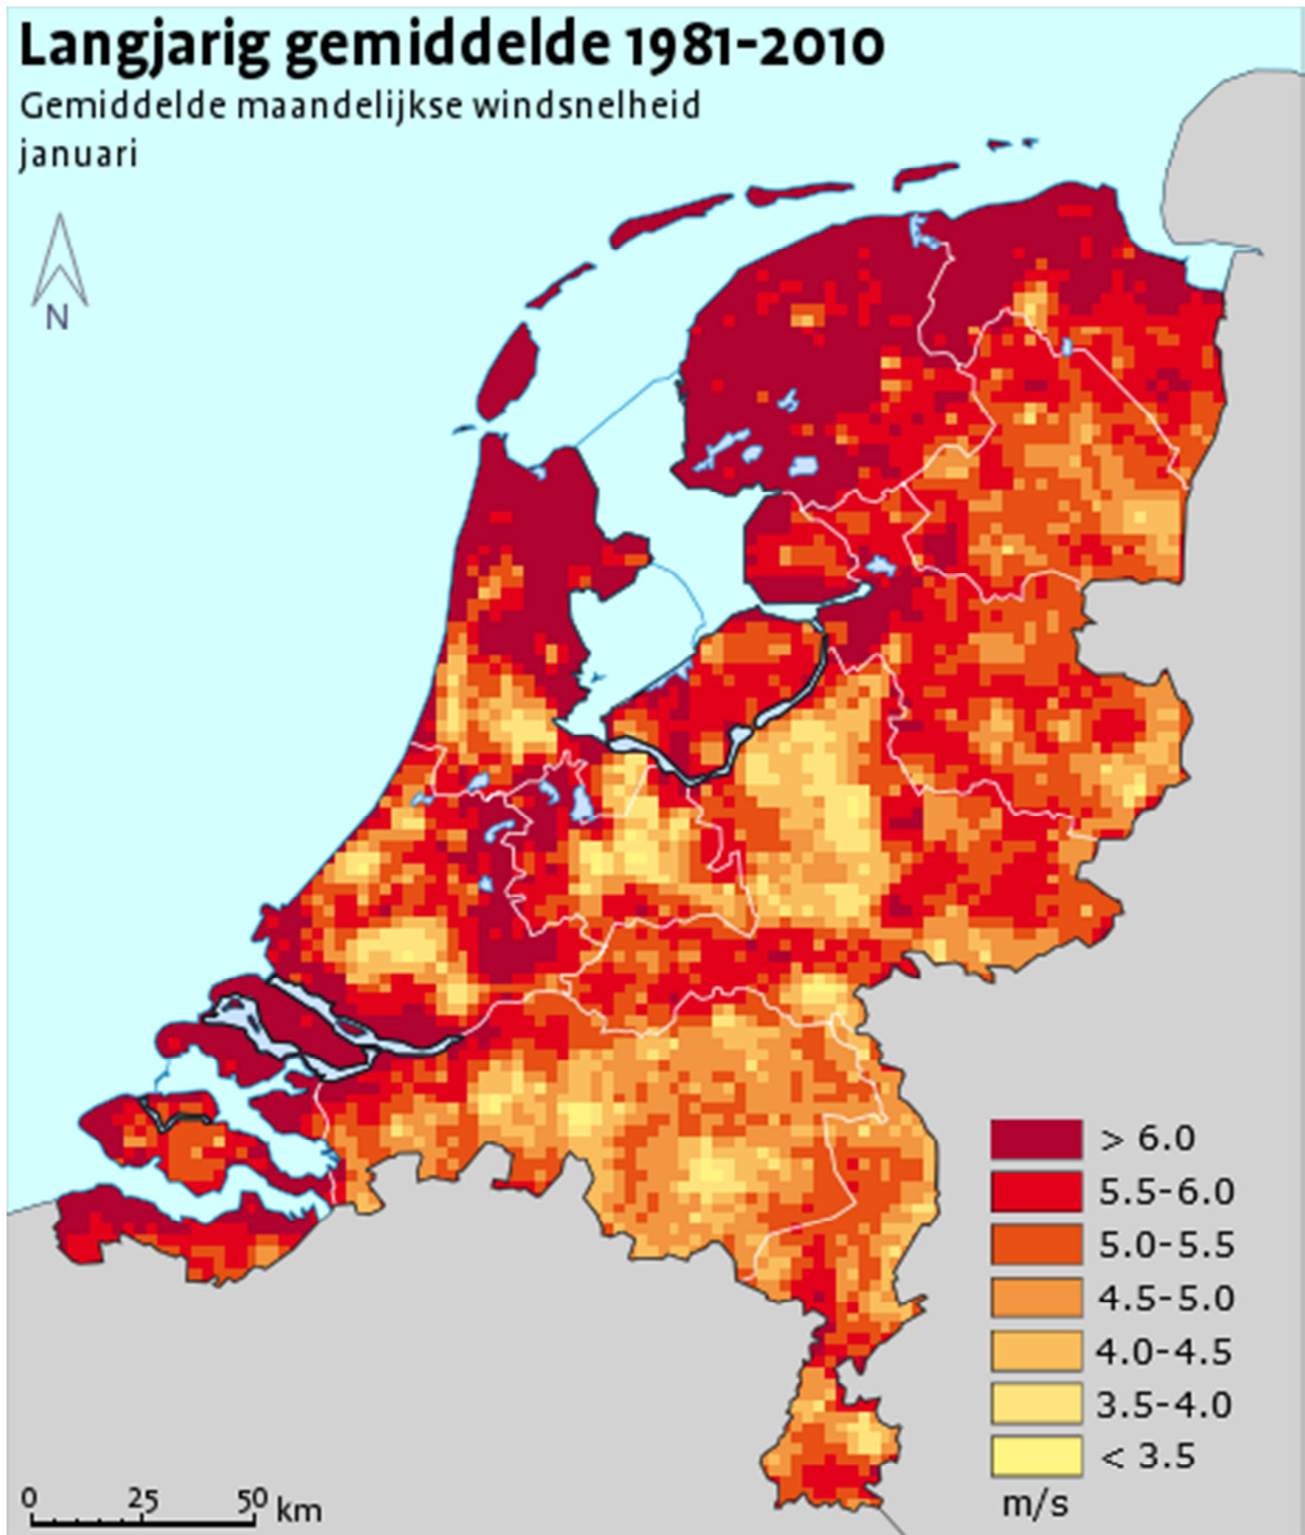 Langjarig gemiddelde 1981-2010
Gemiddelde maandelijkse windsnelheid
januari
N
> 6.0
5.5-6.0
5.0-5.5
4.5-5.0
4.0-4.5
3.5-4.0
< 3.5
m/s
0 25 50 km